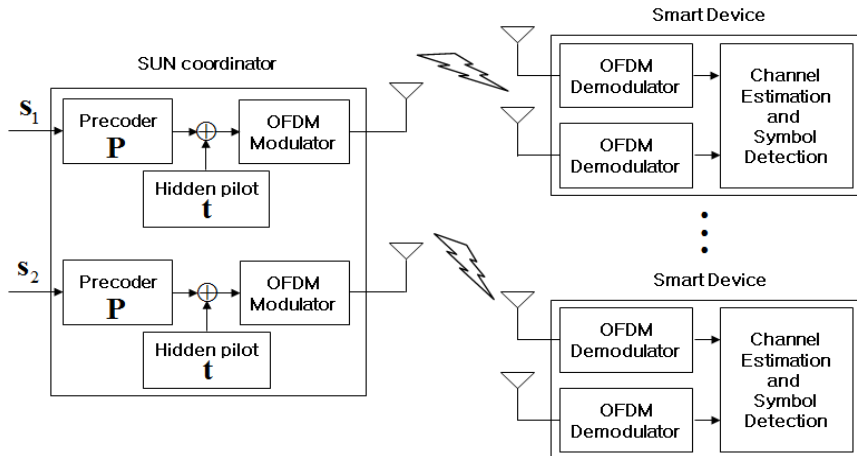 Smart Device
SUN coordinator
s1
Precoder
P
OFDM
Modulator
Hidden pilot
t
OFDM
Demodulator
OFDM
Demodulator
Channel
Estimation
and
Symbol
Detection
s2
Precoder
P
OFDM
Modulator
Hidden pilot
t
Smart Device
OFDM
Demodulator
OFDM
Demodulator
Channel
Estimation
and
Symbol
Detection